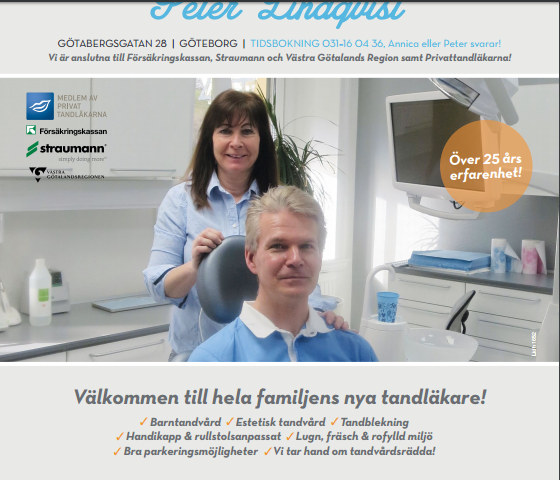 Peter Lindqvist
GÖTABERGSGATAN 28 | GÖTEBORG | TIDSBOKNING 031-16 04 36, Annica eller Peter svarar!
Vi är anslutna till Försäkringskassan, Straumann och Västra Götalands Region samt Privattandläkarna!
MEDLEM AV
PRIVAT
TANDLÄKARNA
Försäkringskassan
straumann
simply doing more
VÄSTRA
GÖTALANDSREGIONEN
Över 25 års
erfarenhet!
Välkommen till hela familjens nya tandläkare!
✓Barntandvård ✓Estetisk tandvård ✓Tandblekning
✓Handikapp & rullstolsanpassat ✓Lugn, fräsch & rofylld miljö
✓Bra parkeringsmöjligheter ✓Vi tar hand om tandvårdsrädda!